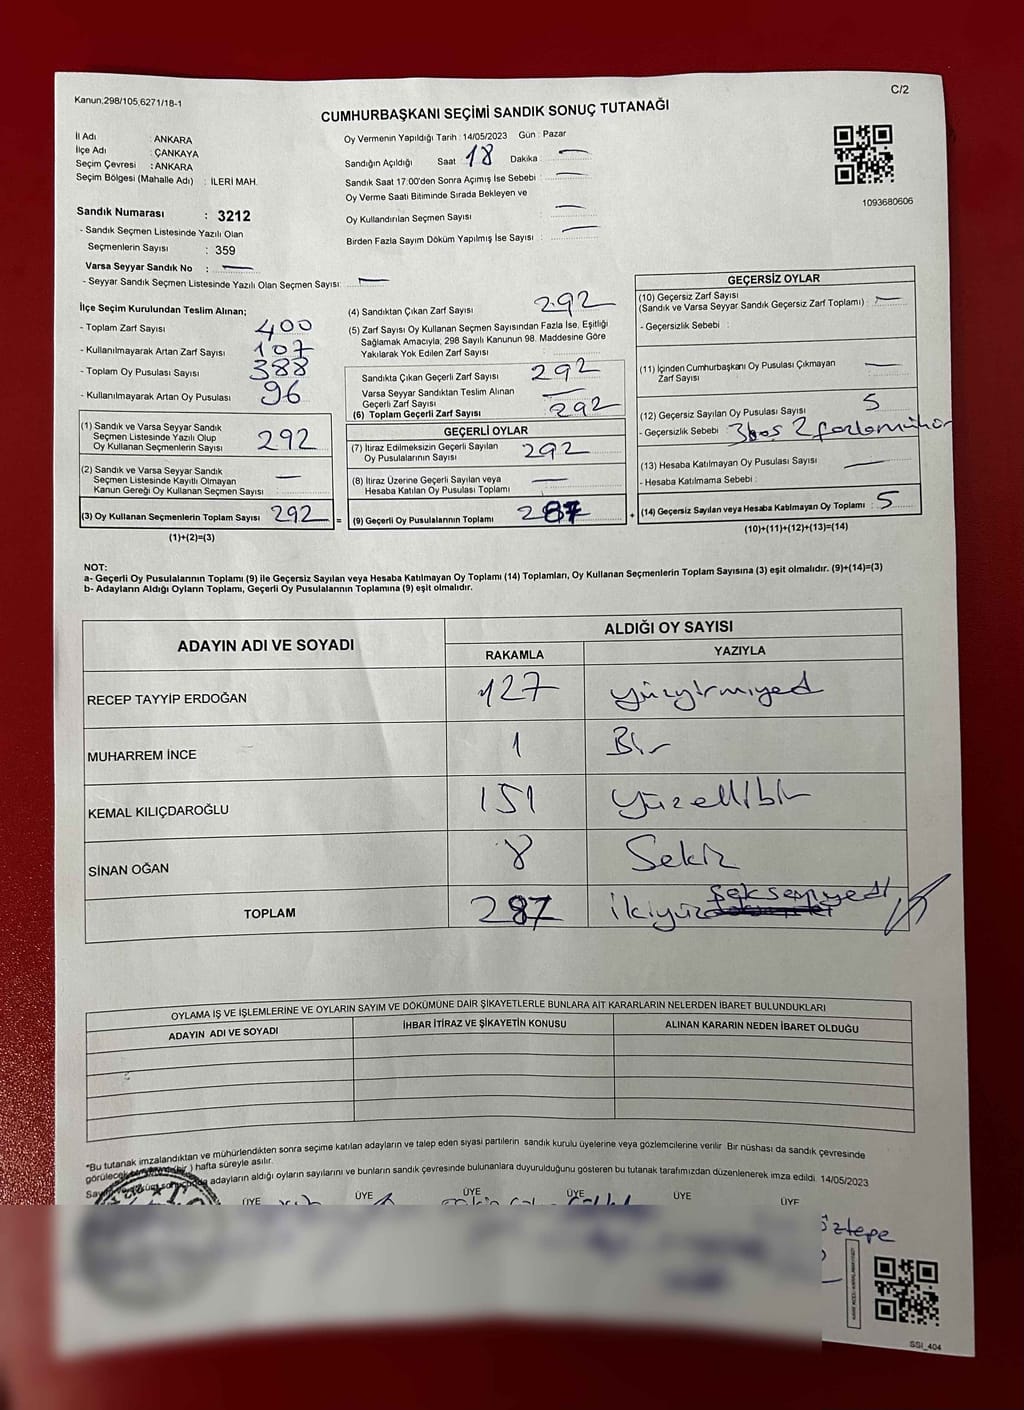 Kanun;298/105,6271/18-1
C/2
CUMHURBAŞKANI SEÇİMİ SANDIK SONUÇ TUTANAĞI
İl Adı : ANKARA
İlçe Adı : ÇANKAYA
Seçim Çevresi : ANKARA
Seçim Bölgesi (Mahalle Adı) : İLERİ MAH.
Sandık Numarası : 3212
- Sandık Seçmen Listesinde Yazılı Olan
Seçmenlerin Sayısı : 359
Varsa Seyyar Sandık No : —
- Seyyar Sandık Seçmen Listesinde Yazılı Olan Seçmen Sayısı: —
Oy Vermenin Yapıldığı Tarih : 14/05/2023 Gün : Pazar
Sandığın Açıldığı Saat 18 Dakika : —
Sandık Saat 17:00'den Sonra Açımış İse Sebebi : —
Oy Verme Saati Bitiminde Sırada Bekleyen ve
Oy Kullandırılan Seçmen Sayısı : —
Birden Fazla Sayım Döküm Yapılmış İse Sayısı : —
1093680606
İlçe Seçim Kurulundan Teslim Alınan;
- Toplam Zarf Sayısı 400
- Kullanılmayarak Artan Zarf Sayısı 107
- Toplam Oy Pusulası Sayısı 388
- Kullanılmayarak Artan Oy Pusulası 96
(1) Sandık ve Varsa Seyyar Sandık
Seçmen Listesinde Yazılı Olup
Oy Kullanan Seçmenlerin Sayısı 292
(2) Sandık ve Varsa Seyyar Sandık
Seçmen Listesinde Kayıtlı Olmayan
Kanun Gereği Oy Kullanan Seçmen Sayısı —
(3) Oy Kullanan Seçmenlerin Toplam Sayısı 292 =
(1)+(2)=(3)
(4) Sandıktan Çıkan Zarf Sayısı 292
(5) Zarf Sayısı Oy Kullanan Seçmen Sayısından Fazla İse, Eşitliği
Sağlamak Amacıyla, 298 Sayılı Kanunun 98. Maddesine Göre
Yakılarak Yok Edilen Zarf Sayısı
Sandıkta Çıkan Geçerli Zarf Sayısı 292
Varsa Seyyar Sandıktan Teslim Alınan
Geçerli Zarf Sayısı —
(6) Toplam Geçerli Zarf Sayısı 292
GEÇERLİ OYLAR
(7) İtiraz Edilmeksizin Geçerli Sayılan
Oy Pusulalarının Sayısı 292
(8) İtiraz Üzerine Geçerli Sayılan veya
Hesaba Katılan Oy Pusulası Toplamı —
(9) Geçerli Oy Pusulalarının Toplamı 287 +
GEÇERSİZ OYLAR
(10) Geçersiz Zarf Sayısı
(Sandık ve Varsa Seyyar Sandık Geçersiz Zarf Toplamı) : —
- Geçersizlik Sebebi :
(11) İçinden Cumhurbaşkanı Oy Pusulası Çıkmayan
Zarf Sayısı —
(12) Geçersiz Sayılan Oy Pusulası Sayısı 5
- Geçersizlik Sebebi 3 boş 2 fazla mühür
(13) Hesaba Katılmayan Oy Pusulası Sayısı —
- Hesaba Katılmama Sebebi :
(14) Geçersiz Sayılan veya Hesaba Katılmayan Oy Toplamı : 5
(10)+(11)+(12)+(13)=(14)
NOT:
a- Geçerli Oy Pusulalarının Toplamı (9) ile Geçersiz Sayılan veya Hesaba Katılmayan Oy Toplamı (14) Toplamları, Oy Kullanan Seçmenlerin Toplam Sayısına (3) eşit olmalıdır. (9)+(14)=(3)
b- Adayların Aldığı Oyların Toplamı, Geçerli Oy Pusulalarının Toplamına (9) eşit olmalıdır.
ADAYIN ADI VE SOYADI ALDIĞI OY SAYISI
RAKAMLA YAZIYLA
RECEP TAYYİP ERDOĞAN 127 yüzyirmiyed
MUHARREM İNCE 1 Bir
KEMAL KILIÇDAROĞLU 151 yüzellibir
SİNAN OĞAN 8 Sekiz
TOPLAM 287 ikiyüz seksenyedi
OYLAMA İŞ VE İŞLEMLERİNE VE OYLARIN SAYIM VE DÖKÜMÜNE DAİR ŞİKAYETLERLE BUNLARA AİT KARARLARIN NELERDEN İBARET BULUNDUKLARI
ADAYIN ADI VE SOYADI İHBAR İTİRAZ VE ŞİKAYETİN KONUSU ALINAN KARARIN NEDEN İBARET OLDUĞU
*Bu tutanak imzalandıktan ve mühürlendikten sonra seçime katılan adayların ve talep eden siyasi partilerin sandık kurulu üyelerine veya gözlemcilerine verilir. Bir nüshası da sandık çevresinde
görülecek (bir) hafta süreyle asılır.
adayların aldığı oyların sayılarını ve bunların sandık çevresinde bulunanlara duyurulduğunu gösteren bu tutanak tarafımızdan düzenlenerek imza edildi. 14/05/2023
ÜYE ÜYE ÜYE ÜYE ÜYE ÜYE
öztepe
SSI_404